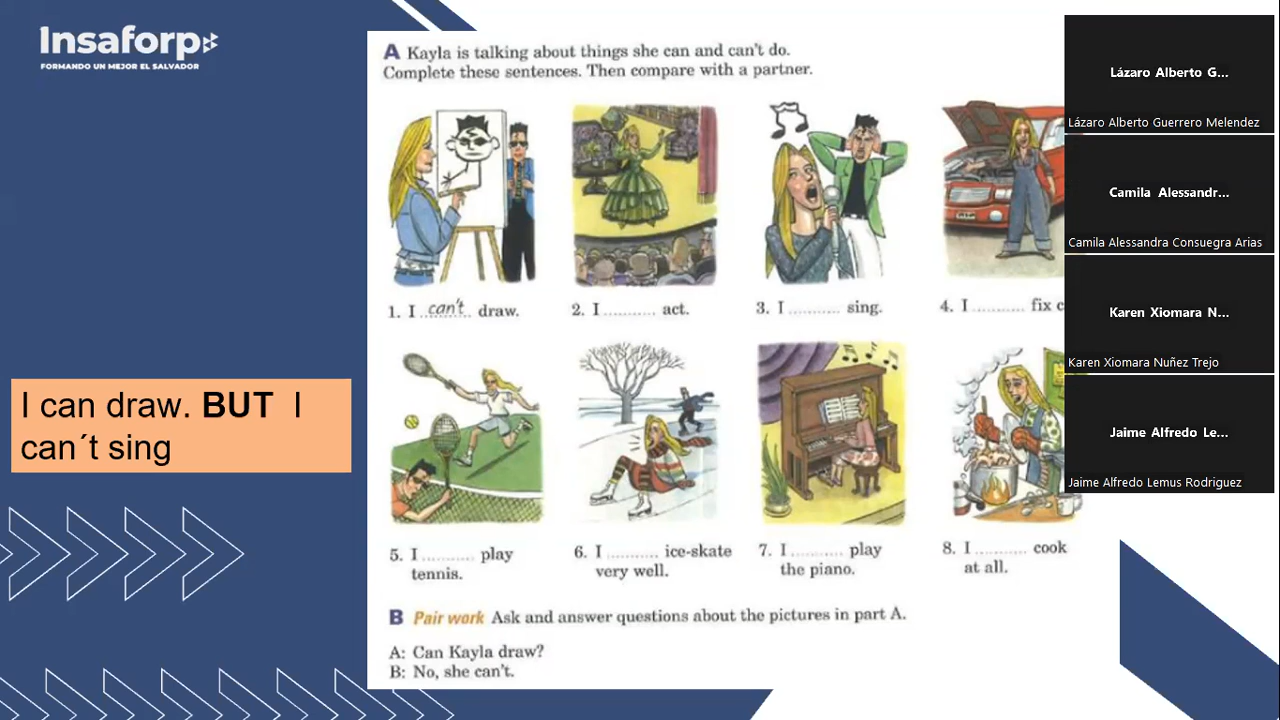 Insaforp
FORMANDO UN MEJOR EL SALVADOR
A Kayla is talking about things she can and can't do.
Complete these sentences. Then compare with a partner.
1. I can't draw.
2. I .......... act.
3. I .......... sing.
4. I .......... fix c
5. I .......... play
tennis.
6. I .......... ice-skate
very well.
7. I .......... play
the piano.
8. I .......... cook
at all.
B Pair work Ask and answer questions about the pictures in part A.
A: Can Kayla draw?
B: No, she can't.
I can draw. BUT I
can´t sing
Lázaro Alberto G...
Lázaro Alberto Guerrero Melendez
Camila Alessandr...
Camila Alessandra Consuegra Arias
Karen Xiomara N...
Karen Xiomara Nuñez Trejo
Jaime Alfredo Le...
Jaime Alfredo Lemus Rodriguez